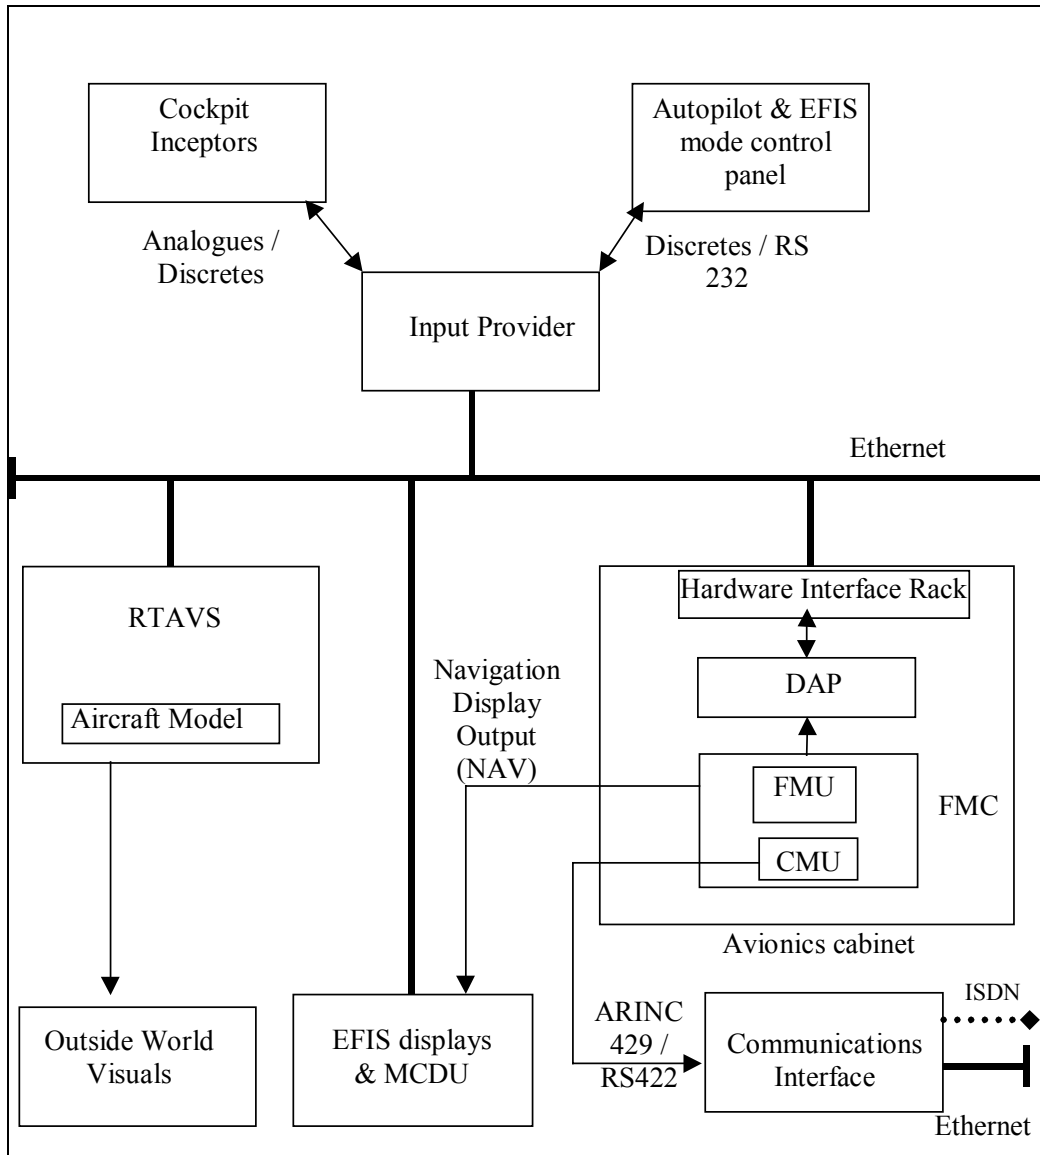 Cockpit
Inceptors
Autopilot & EFIS
mode control
panel
Analogues /
Discretes
Discretes / RS
232
Input Provider
Ethernet
RTAVS
Aircraft Model
Navigation
Display
Output
(NAV)
Hardware Interface Rack
DAP
FMU
FMC
CMU
Avionics cabinet
Outside World
Visuals
EFIS displays
& MCDU
ARINC
429 /
RS422
Communications
Interface
ISDN
Ethernet